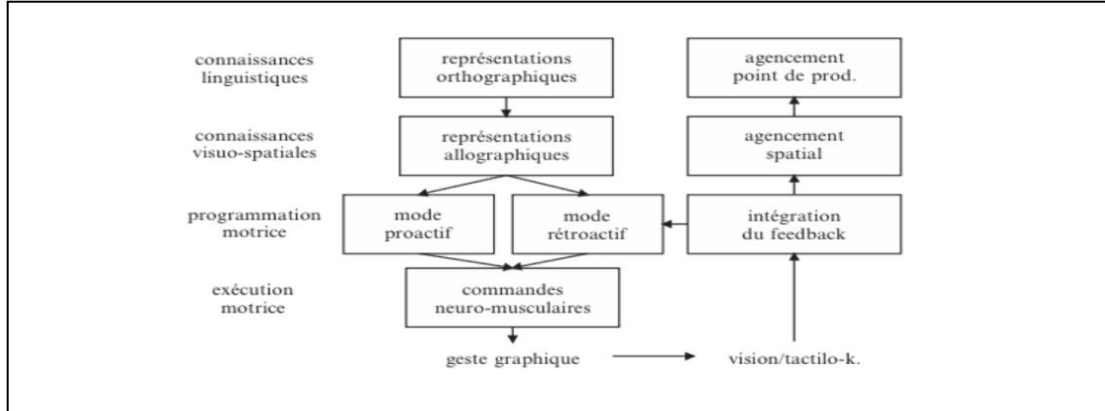 connaissances
linguistiques
représentations
orthographiques
agencement
point de prod.
connaissances
visuo-spatiales
représentations
allographiques
agencement
spatial
programmation
motrice
mode
proactif
mode
rétroactif
intégration
du feedback
exécution
motrice
commandes
neuro-musculaires
geste graphique
vision/tactilo-k.